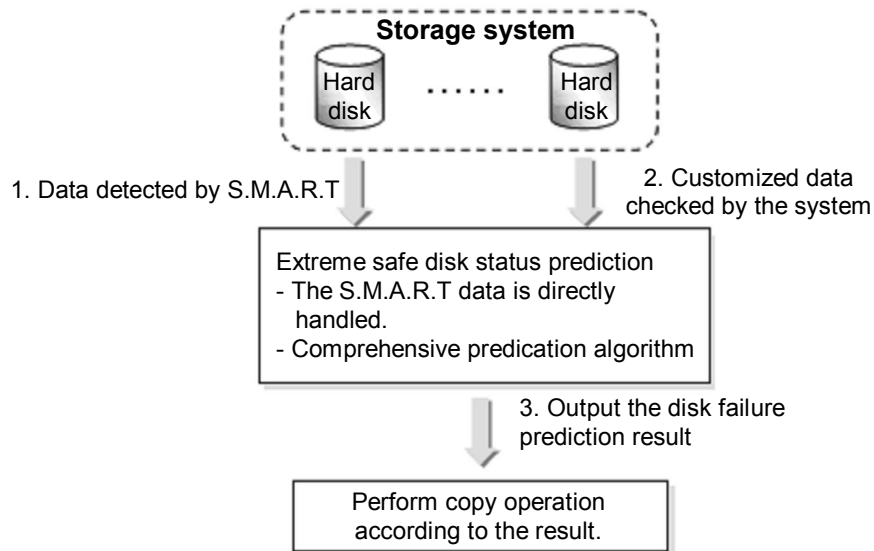 Storage system
Hard
disk
......
Hard
disk
1. Data detected by S.M.A.R.T
2. Customized data
checked by the system
Extreme safe disk status prediction
- The S.M.A.R.T data is directly
handled.
- Comprehensive predication algorithm
3. Output the disk failure
prediction result
Perform copy operation
according to the result.